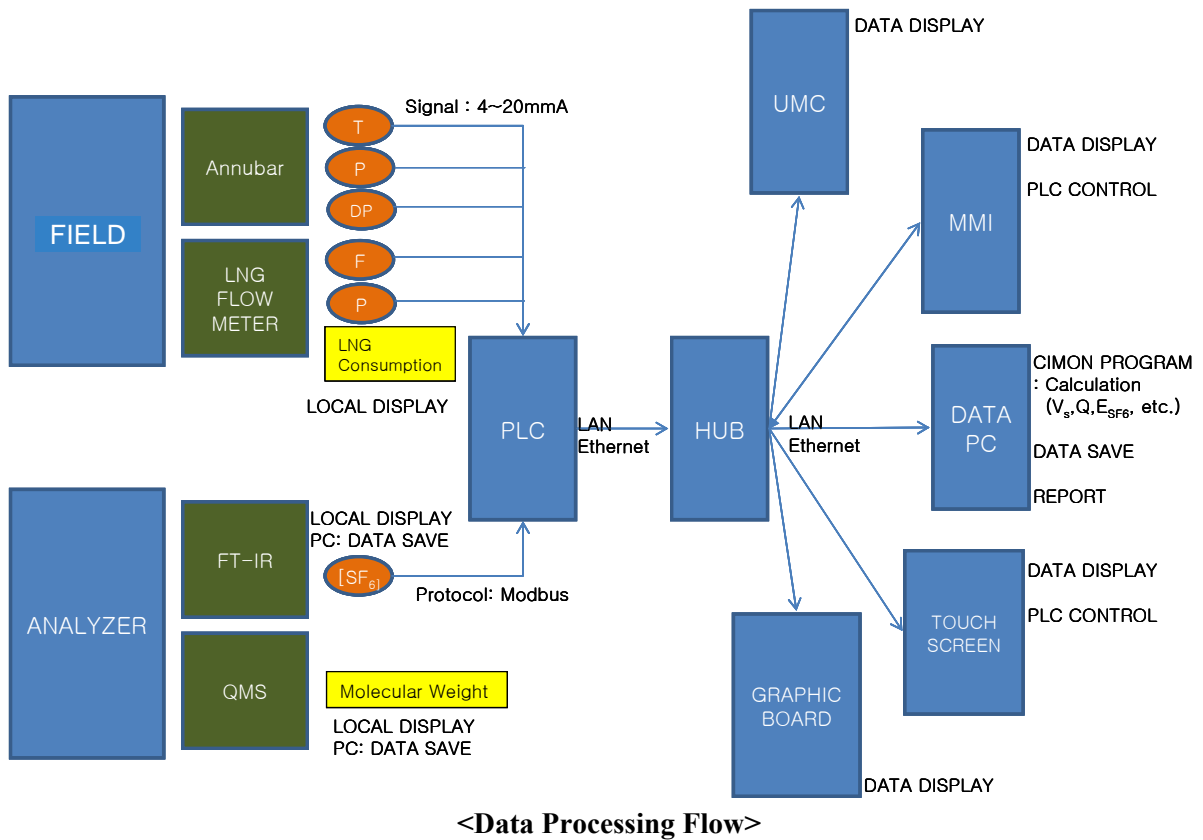 DATA DISPLAY
UMC
Signal : 4~20mmA
FIELD
Annubar
T
P
DP
LNG
FLOW
METER
F
P
LNG
Consumption
LOCAL DISPLAY
DATA DISPLAY
PLC CONTROL
MMI
PLC
LAN
Ethernet
HUB
LAN
Ethernet
DATA
PC
CIMON PROGRAM
: Calculation
(Vs,Q,ESF6, etc.)
DATA SAVE
REPORT
ANALYZER
FT-IR
LOCAL DISPLAY
PC: DATA SAVE
[SF6]
Protocol: Modbus
QMS
Molecular Weight
LOCAL DISPLAY
PC: DATA SAVE
TOUCH
SCREEN
DATA DISPLAY
PLC CONTROL
GRAPHIC
BOARD
DATA DISPLAY
<Data Processing Flow>